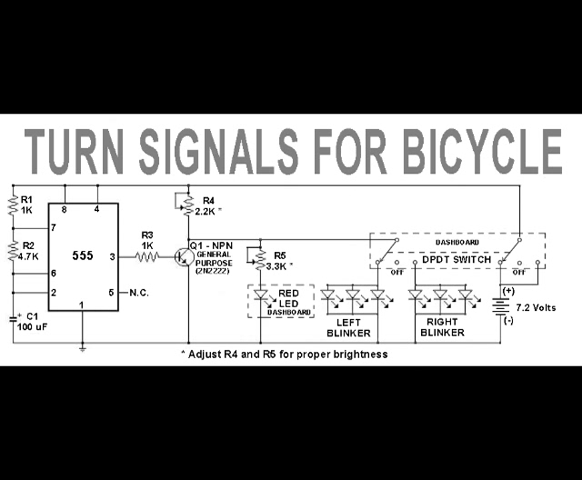 TURN SIGNALS FOR BICYCLE
R1
1K
8
4
R4
2.2K *
7
R3
1K
Q1 - NPN
GENERAL
PURPOSE
(2N2222)
R2
4.7K
555
3
R5
3.3K *
DASHBOARD
DPDT SWITCH
OFF
OFF
6
2
5
N.C.
RED
LED
DASHBOARD
(+)
7.2 Volts
(-)
+ C1
100 uF
1
LEFT
BLINKER
RIGHT
BLINKER
* Adjust R4 and R5 for proper brightness